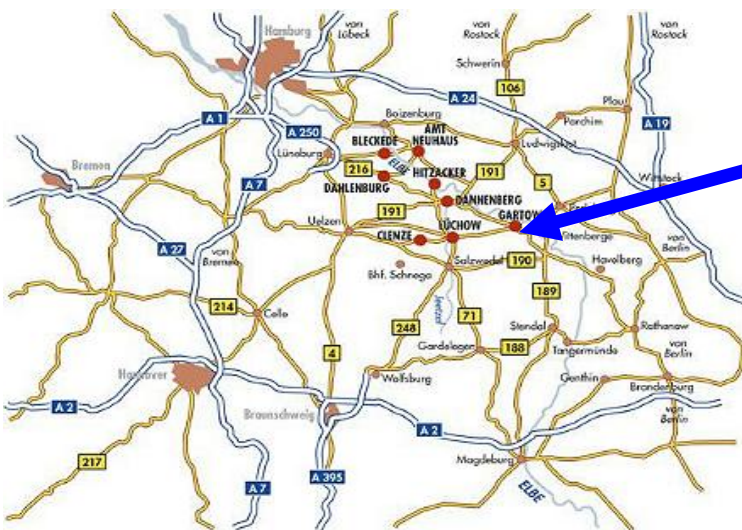 von
Lübeck
Hamburg
von
Rostock
von
Rostock
Schwerin
106
A 24
Plau
Parchim
A 19
A 1
A 250
Boizenburg
AMT
NEUHAUS
BLECKEDE
Lüneburg
ELBE
Ludwigslust
216
HITZACKER
191
5
Bremen
A 7
DAHLENBURG
DANNENBERG
191
GARTOW
Uelzen
CLENZE
LÜCHOW
A 27
von
Bremen
Bhf. Schnega
Salzwedel
190
Havelberg
von
Berlin
Jeetzel
214
Celle
189
248
71
Stendal
Rathenow
4
Gardelegen
188
Tangermünde
von
Berlin
Hannover
Wolfsburg
Genthin
Brandenburg
A 2
Braunschweig
A 2
von
Berlin
217
A 7
A 395
Magdeburg
ELBE